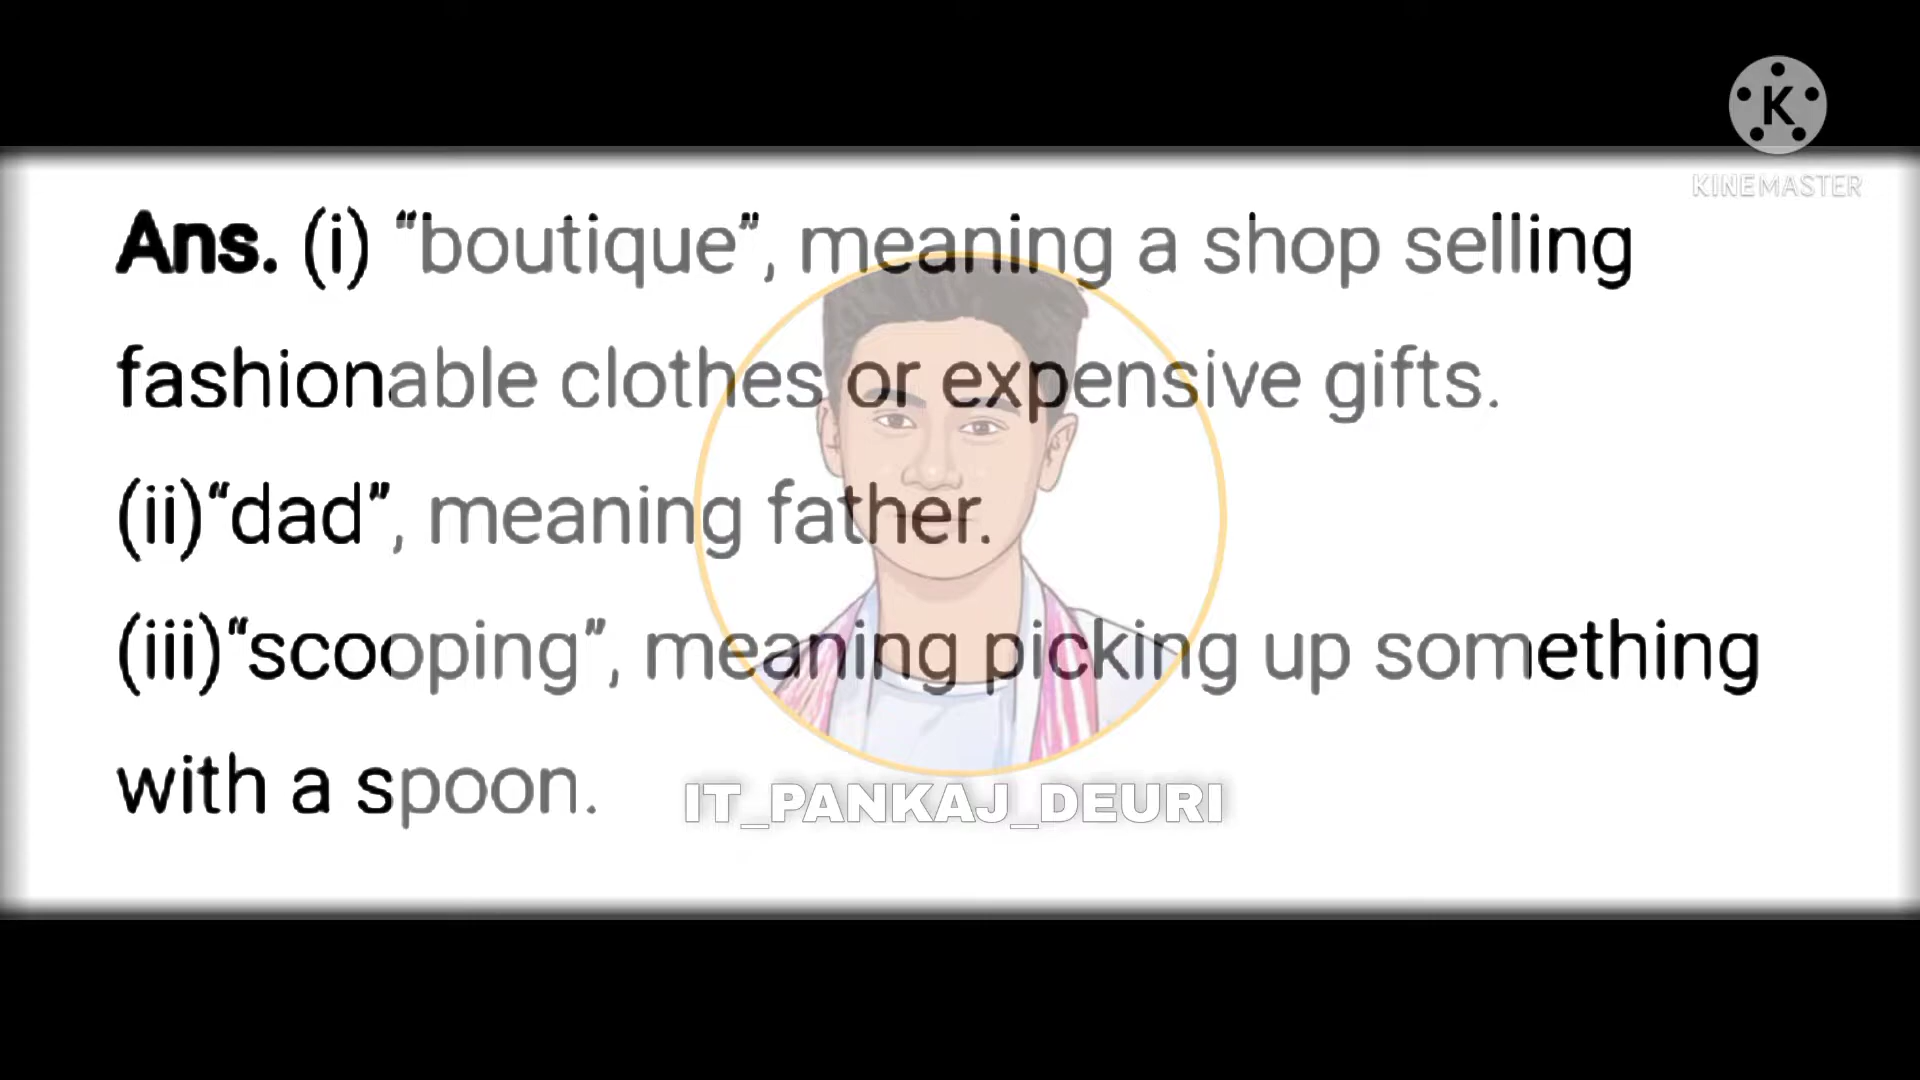 K
KINEMASTER
Ans. (i) “boutique”, meaning a shop selling
fashionable clothes or expensive gifts.
(ii)“dad”, meaning father.
(iii)“scooping”, meaning picking up something
with a spoon.
IT_PANKAJ_DEURI